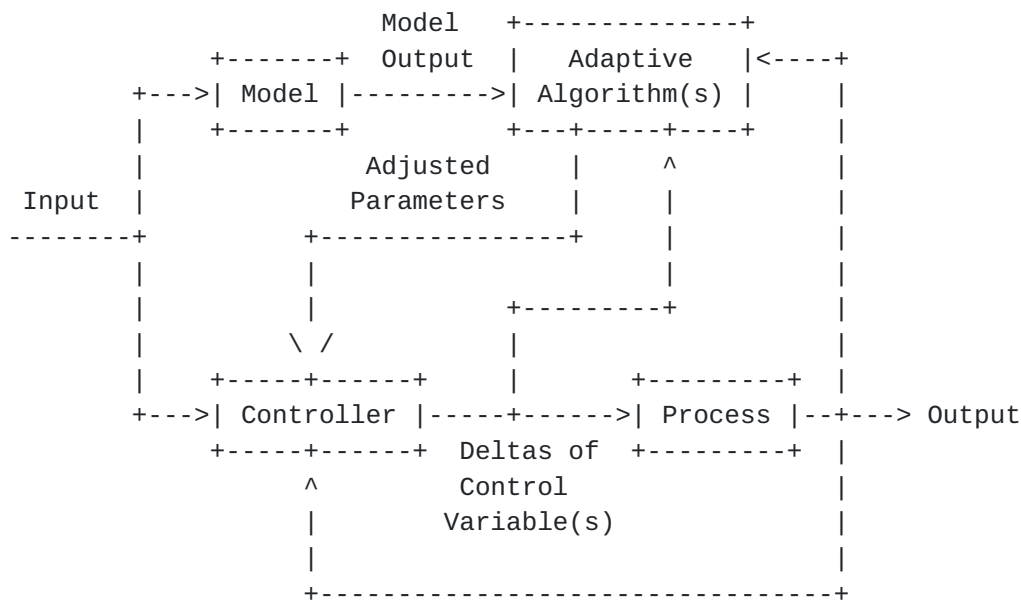 Model
Output Adaptive
Model Algorithm(s)
Adjusted
Input Parameters
Controller Process Output
Deltas of
Control
Variable(s)